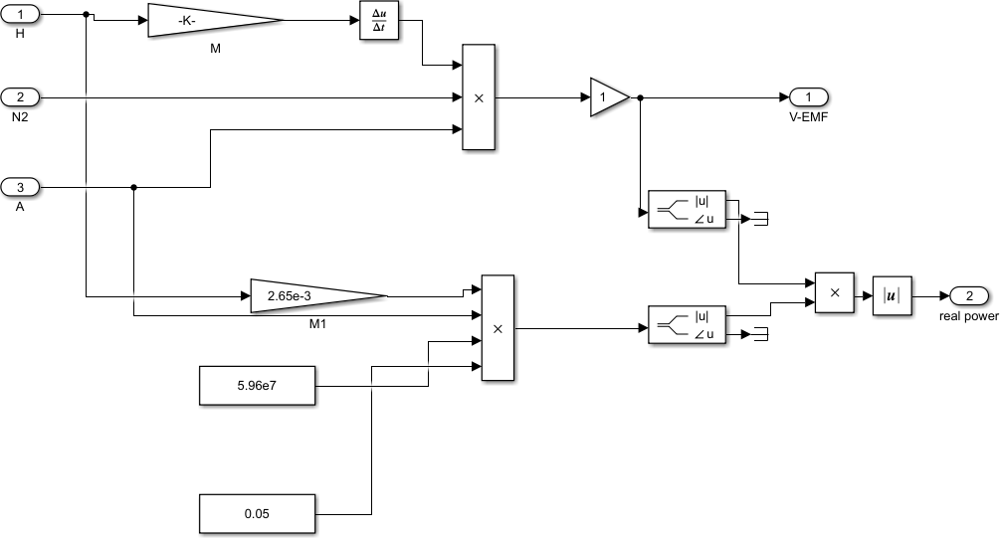 1
H
-K-
M
Δu
Δt
2
N2
×
1
1
V-EMF
3
A
|u|
∠u
2.65e-3
M1
×
|u|
∠u
×
|u|
2
real power
5.96e7
0.05